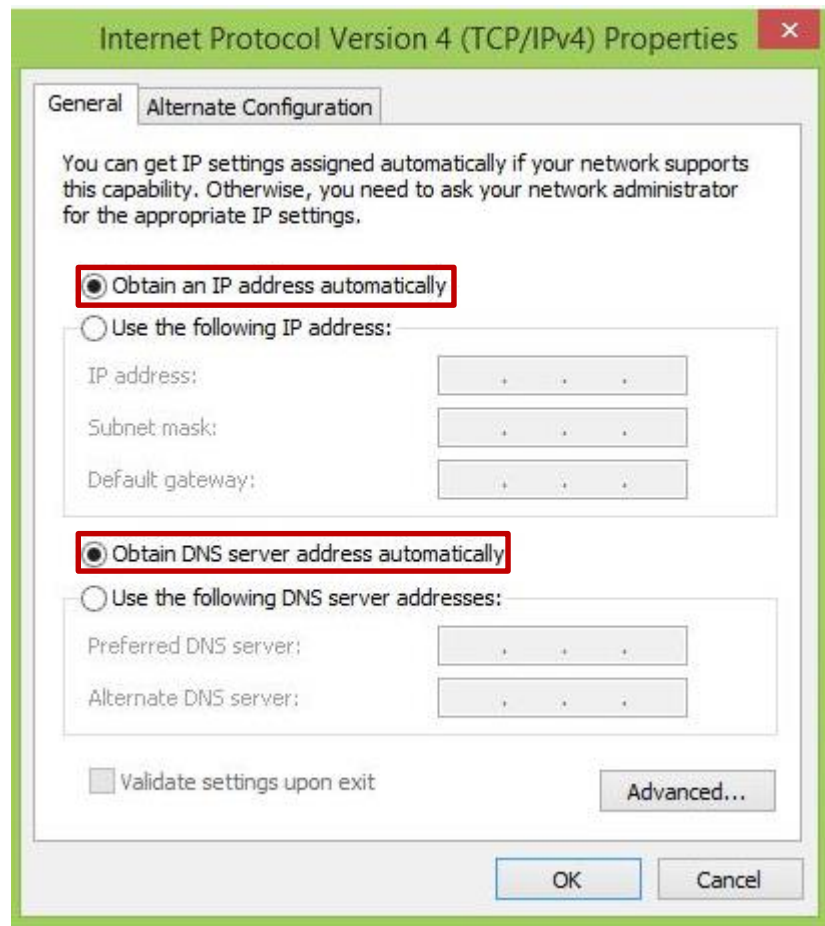 Internet Protocol Version 4 (TCP/IPv4) Properties
General
Alternate Configuration
You can get IP settings assigned automatically if your network supports
this capability. Otherwise, you need to ask your network administrator
for the appropriate IP settings.
Obtain an IP address automatically
Use the following IP address:
IP address:
Subnet mask:
Default gateway:
Obtain DNS server address automatically
Use the following DNS server addresses:
Preferred DNS server:
Alternate DNS server:
Validate settings upon exit
Advanced...
OK
Cancel